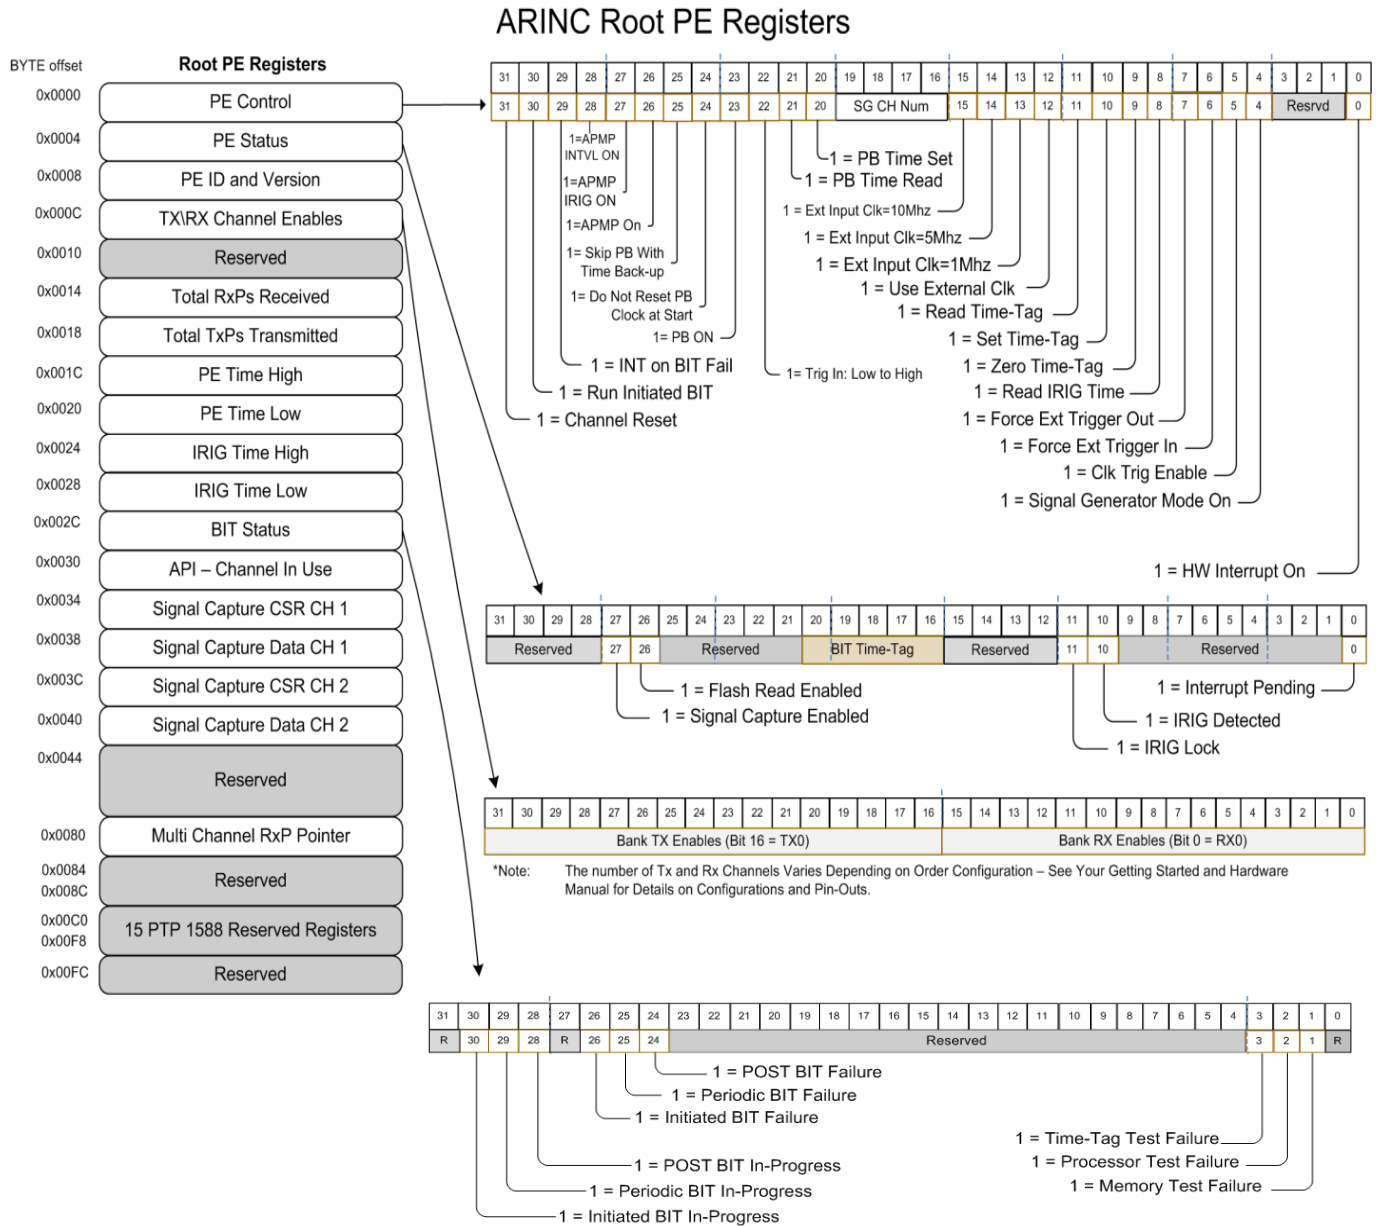 ARINC Root PE Registers
BYTE offset
Root PE Registers
0x0000
PE Control
0x0004
PE Status
0x0008
PE ID and Version
0x000C
TX\RX Channel Enables
0x0010
Reserved
0x0014
Total RxPs Received
0x0018
Total TxPs Transmitted
0x001C
PE Time High
0x0020
PE Time Low
0x0024
IRIG Time High
0x0028
IRIG Time Low
0x002C
BIT Status
0x0030
API – Channel In Use
0x0034
Signal Capture CSR CH 1
0x0038
Signal Capture Data CH 1
0x003C
Signal Capture CSR CH 2
0x0040
Signal Capture Data CH 2
0x0044
Reserved
0x0080
Multi Channel RxP Pointer
0x0084
0x008C
Reserved
0x00C0
0x00F8
15 PTP 1588 Reserved Registers
0x00FC
Reserved
31 30 29 28 27 26 25 24 23 22 21 20 19 18 17 16 15 14 13 12 11 10 9 8 7 6 5 4 3 2 1 0
31 30 29 28 27 26 25 24 23 22 21 20 SG CH Num 15 14 13 12 11 10 9 8 7 6 5 4 Resrvd 0
1=APMP
INTVL ON
1=APMP
IRIG ON
1=APMP On
1= Skip PB With
Time Back-up
1= Do Not Reset PB
Clock at Start
1= PB ON
1 = INT on BIT Fail
1 = Run Initiated BIT
1 = Channel Reset
1 = PB Time Set
1 = PB Time Read
1= Trig In: Low to High
1 = Ext Input Clk=10Mhz
1 = Ext Input Clk=5Mhz
1 = Ext Input Clk=1Mhz
1 = Use External Clk
1 = Read Time-Tag
1 = Set Time-Tag
1 = Zero Time-Tag
1 = Read IRIG Time
1 = Force Ext Trigger Out
1 = Force Ext Trigger In
1 = Clk Trig Enable
1 = Signal Generator Mode On
1 = HW Interrupt On
31 30 29 28 27 26 25 24 23 22 21 20 19 18 17 16 15 14 13 12 11 10 9 8 7 6 5 4 3 2 1 0
Reserved 27 26 Reserved BIT Time-Tag Reserved 11 10 Reserved 0
1 = Flash Read Enabled
1 = Signal Capture Enabled
1 = Interrupt Pending
1 = IRIG Detected
1 = IRIG Lock
31 30 29 28 27 26 25 24 23 22 21 20 19 18 17 16 15 14 13 12 11 10 9 8 7 6 5 4 3 2 1 0
Bank TX Enables (Bit 16 = TX0) Bank RX Enables (Bit 0 = RX0)
*Note: The number of Tx and Rx Channels Varies Depending on Order Configuration – See Your Getting Started and Hardware
Manual for Details on Configurations and Pin-Outs.
31 30 29 28 27 26 25 24 23 22 21 20 19 18 17 16 15 14 13 12 11 10 9 8 7 6 5 4 3 2 1 0
R 30 29 28 R 26 25 24 Reserved 3 2 1 R
1 = POST BIT Failure
1 = Periodic BIT Failure
1 = Initiated BIT Failure
1 = POST BIT In-Progress
1 = Periodic BIT In-Progress
1 = Initiated BIT In-Progress
1 = Time-Tag Test Failure
1 = Processor Test Failure
1 = Memory Test Failure